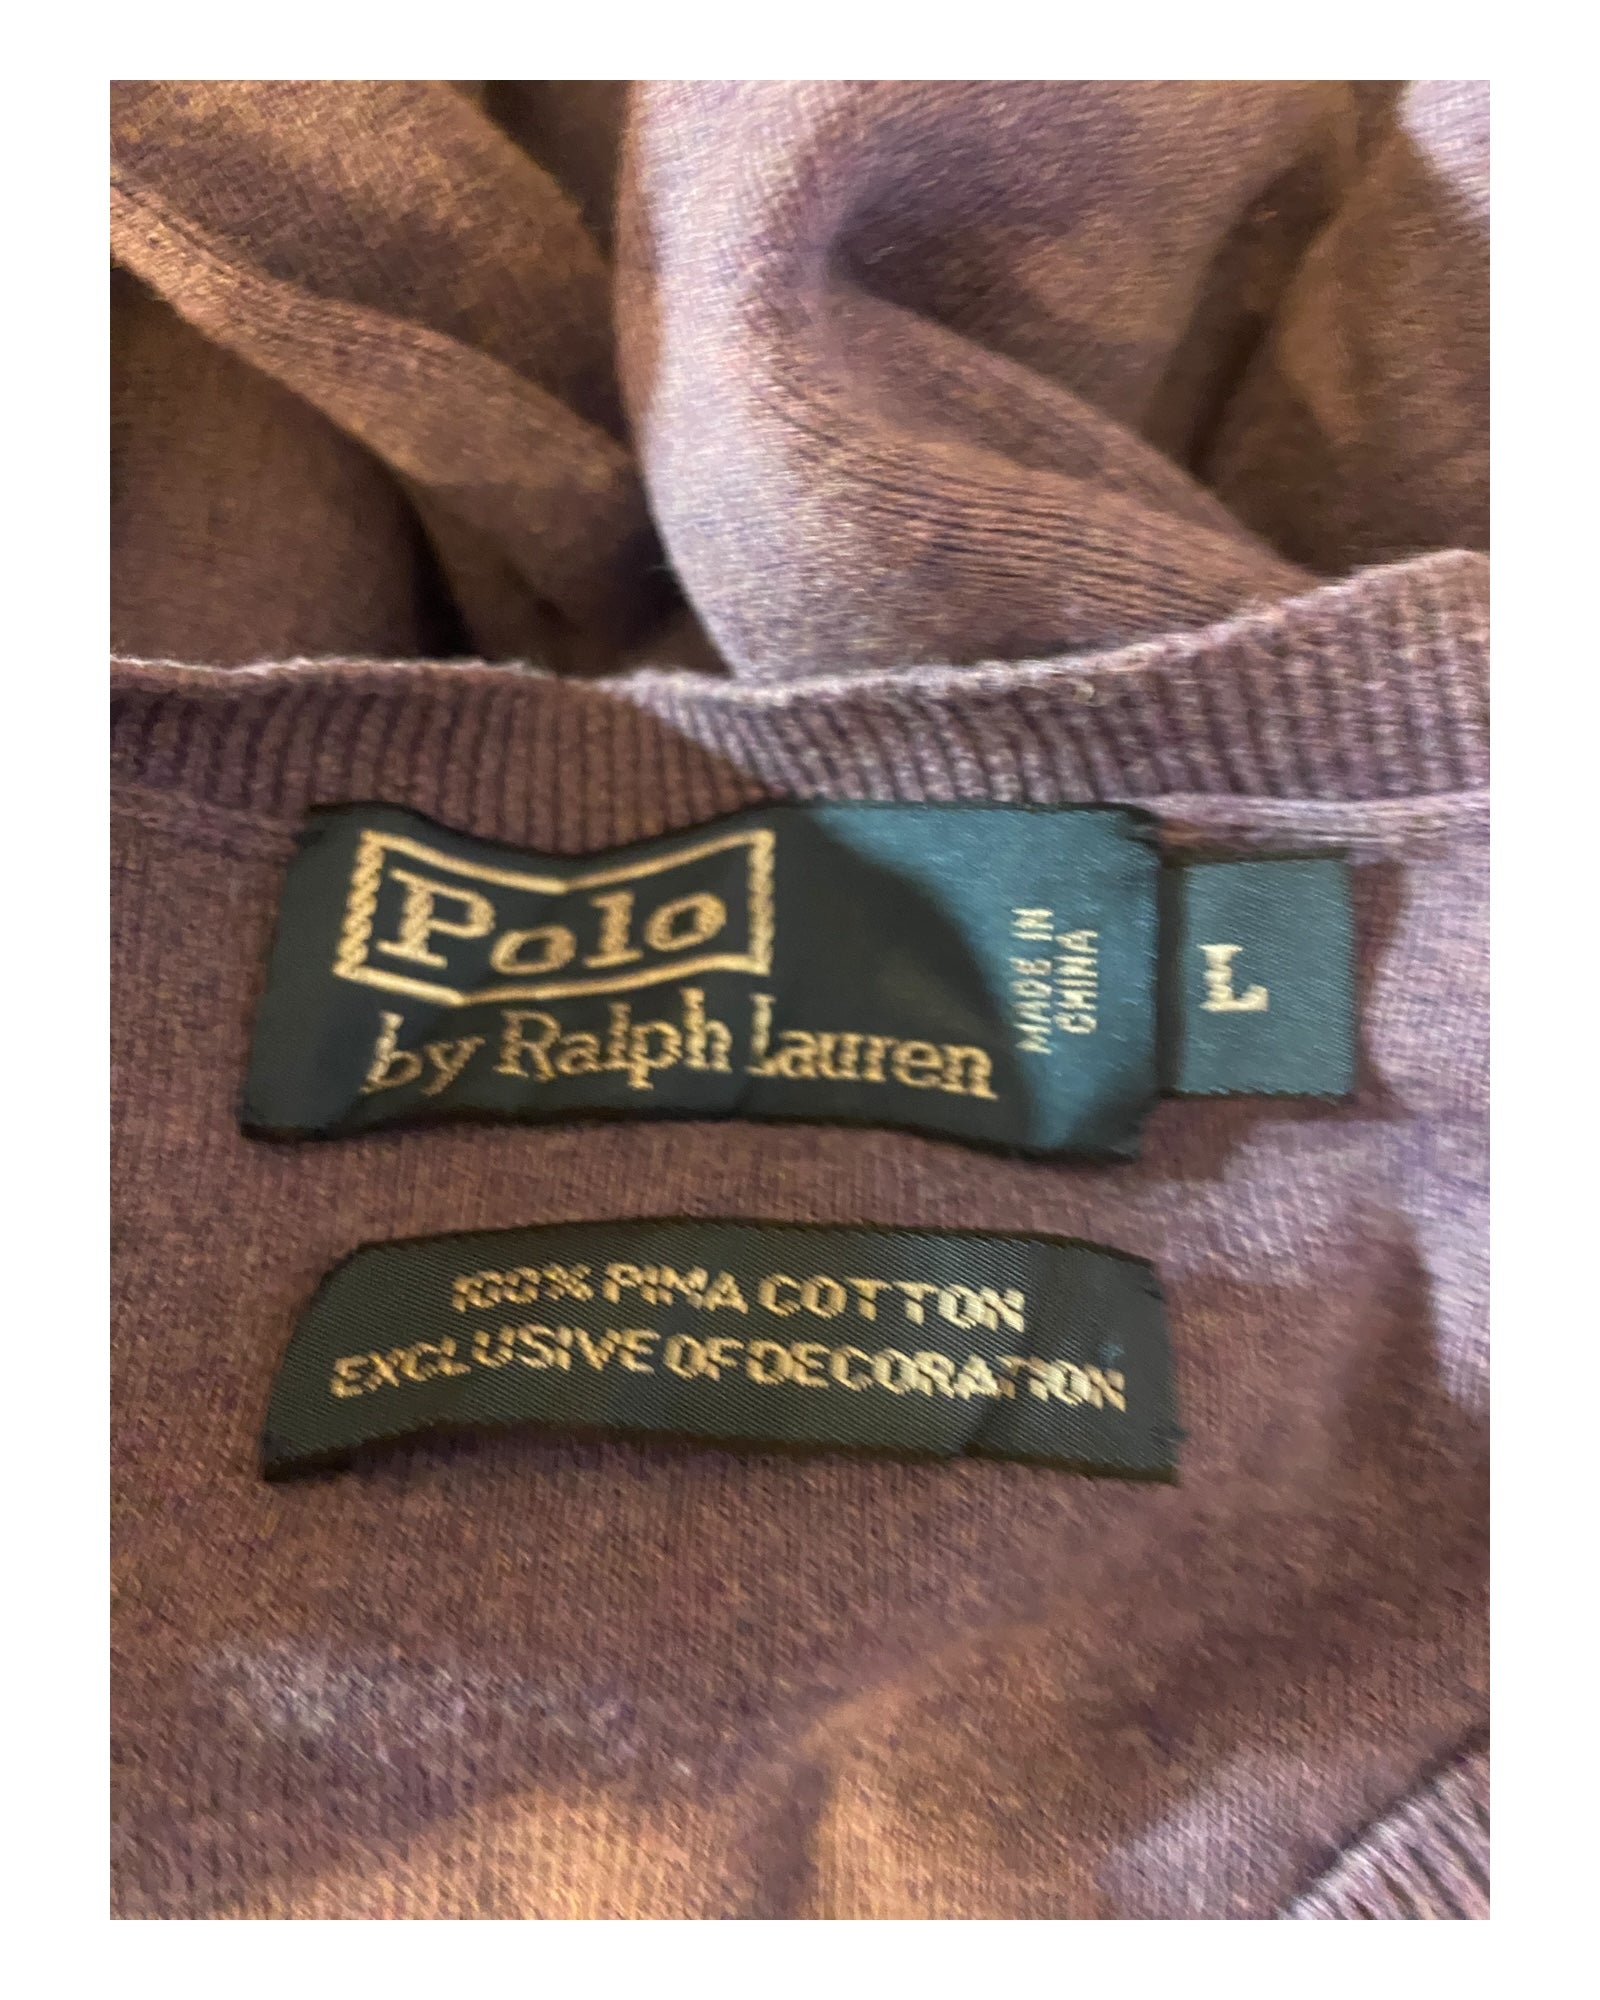 Polo
by Ralph Lauren
MADE IN
CHINA
L
100% PIMA COTTON
EXCLUSIVE OF DECORATION